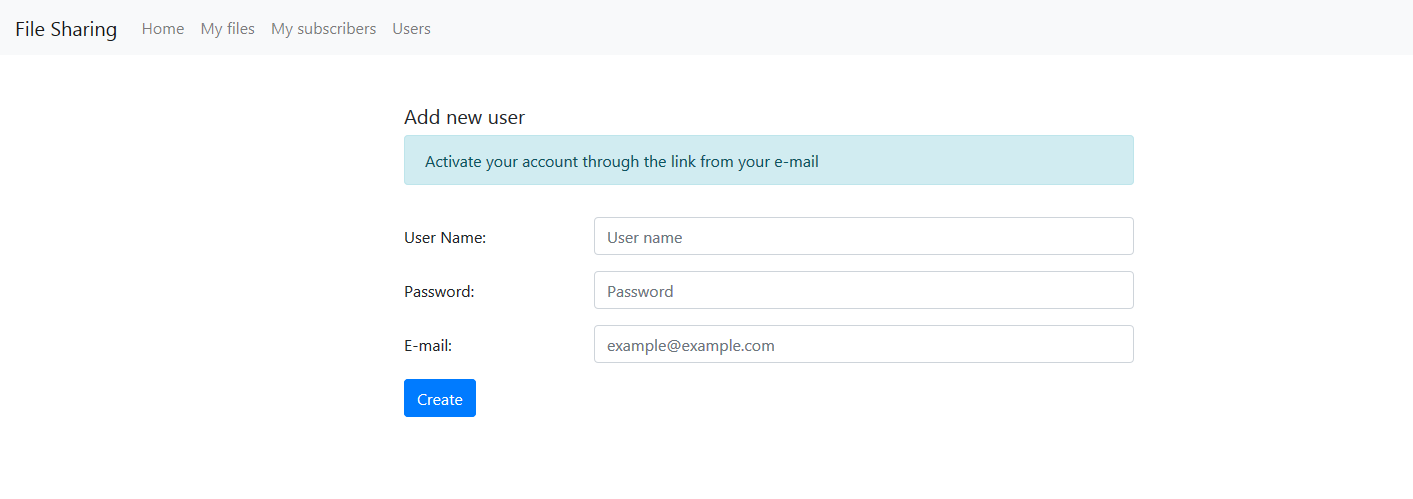 File Sharing Home My files My subscribers Users
Add new user
Activate your account through the link from your e-mail
User Name: User name
Password: Password
E-mail: example@example.com
Create